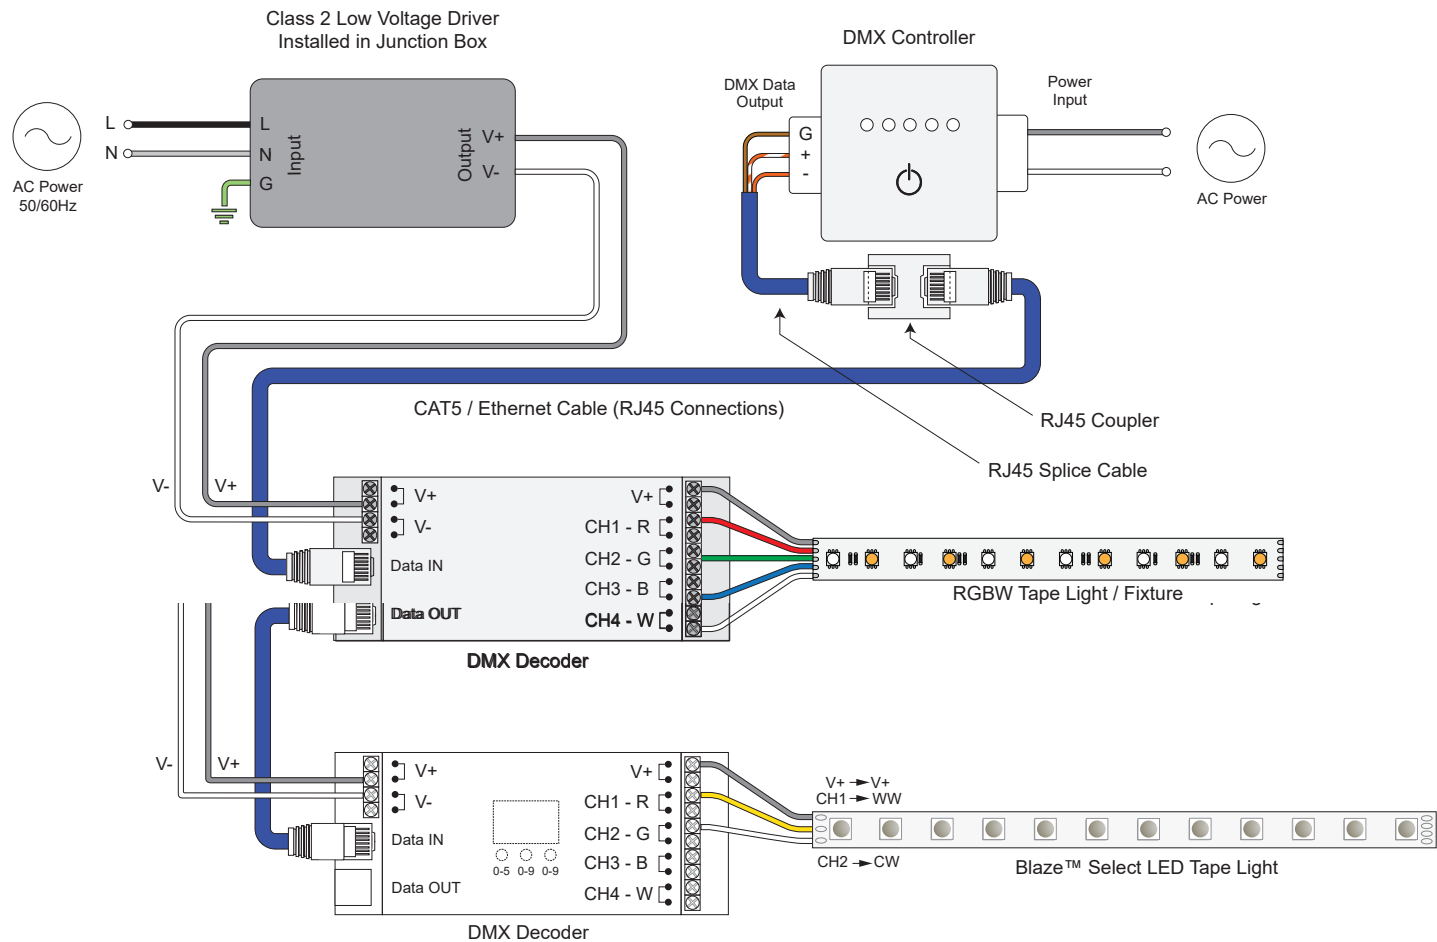 Class 2 Low Voltage Driver
Installed in Junction Box
DMX Controller
DMX Data
Output
Power
Input
L
N
L
N
G
Input
Output
V+
V-
G
+
-
AC Power
50/60Hz
AC Power
CAT5 / Ethernet Cable (RJ45 Connections)
RJ45 Coupler
RJ45 Splice Cable
V-
V+
V+
V-
Data IN
Data OUT
V+
CH1 - R
CH2 - G
CH3 - B
CH4 - W
DMX Decoder
RGBW Tape Light / Fixture
V-
V+
V+
V-
Data IN
Data OUT
0-5 0-9 0-9
V+
CH1 - R
CH2 - G
CH3 - B
CH4 - W
DMX Decoder
V+ → V+
CH1 → WW
CH2 → CW
Blaze™ Select LED Tape Light